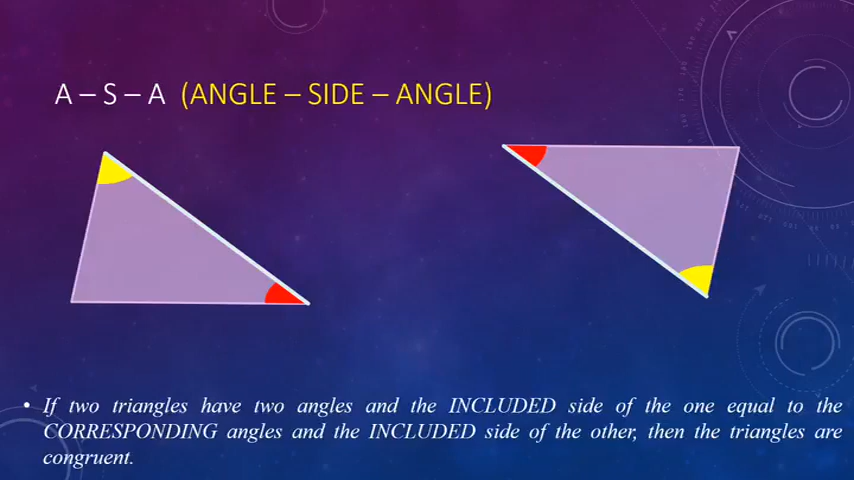 A – S – A (ANGLE – SIDE – ANGLE)
• If two triangles have two angles and the INCLUDED side of the one equal to the
CORRESPONDING angles and the INCLUDED side of the other, then the triangles are
congruent.